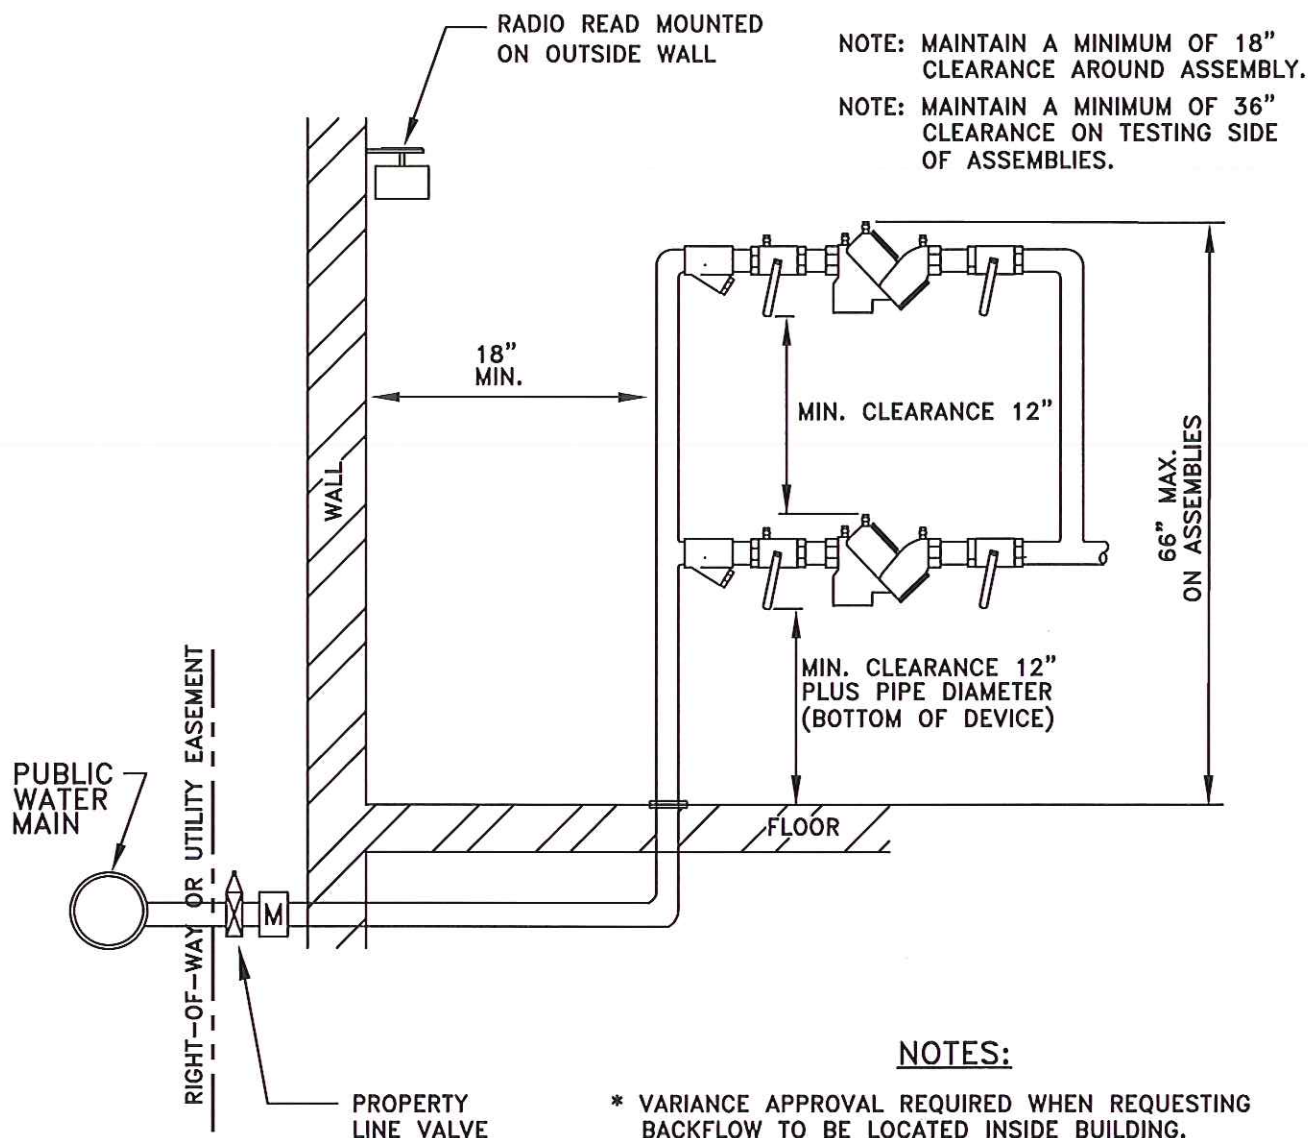 RADIO READ MOUNTED
ON OUTSIDE WALL
NOTE: MAINTAIN A MINIMUM OF 18"
CLEARANCE AROUND ASSEMBLY.
NOTE: MAINTAIN A MINIMUM OF 36"
CLEARANCE ON TESTING SIDE
OF ASSEMBLIES.
18"
MIN.
MIN. CLEARANCE 12"
WALL
66" MAX.
ON ASSEMBLIES
MIN. CLEARANCE 12"
PLUS PIPE DIAMETER
(BOTTOM OF DEVICE)
RIGHT-OF-WAY OR UTILITY EASEMENT
PUBLIC
WATER
MAIN
FLOOR
M
PROPERTY
LINE VALVE
NOTES:
* VARIANCE APPROVAL REQUIRED WHEN REQUESTING
BACKFLOW TO BE LOCATED INSIDE BUILDING.